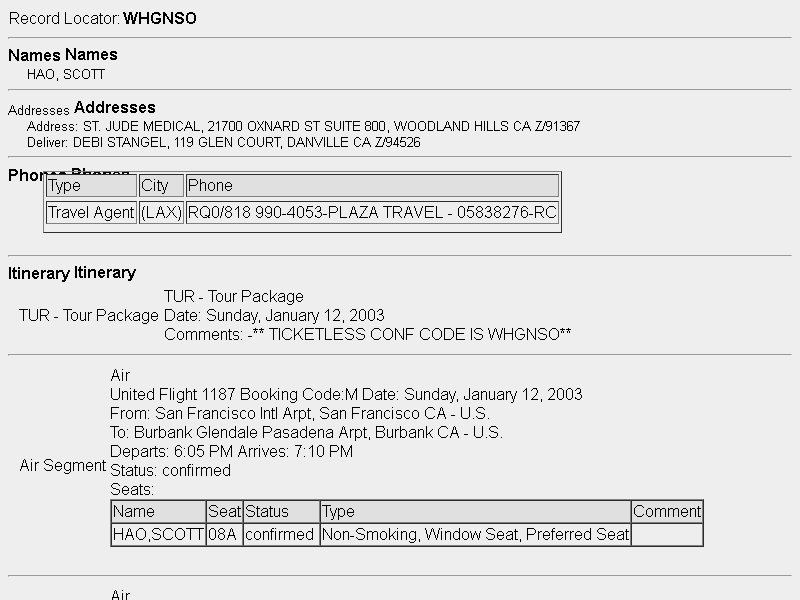 Record Locator: WHGNSO
Names Names
HAO, SCOTT
Addresses Addresses
Address: ST. JUDE MEDICAL, 21700 OXNARD ST SUITE 800, WOODLAND HILLS CA Z/91367
Deliver: DEBI STANGEL, 119 GLEN COURT, DANVILLE CA Z/94526
Phones Phones
Type City Phone
Travel Agent (LAX) RQ0/818 990-4053-PLAZA TRAVEL - 05838276-RC
Itinerary Itinerary
TUR - Tour Package
TUR - Tour Package Date: Sunday, January 12, 2003
Comments: -** TICKETLESS CONF CODE IS WHGNSO**
Air
United Flight 1187 Booking Code:M Date: Sunday, January 12, 2003
From: San Francisco Intl Arpt, San Francisco CA - U.S.
To: Burbank Glendale Pasadena Arpt, Burbank CA - U.S.
Departs: 6:05 PM Arrives: 7:10 PM
Air Segment Status: confirmed
Seats:
Name Seat Status Type Comment
HAO,SCOTT 08A confirmed Non-Smoking, Window Seat, Preferred Seat
Air